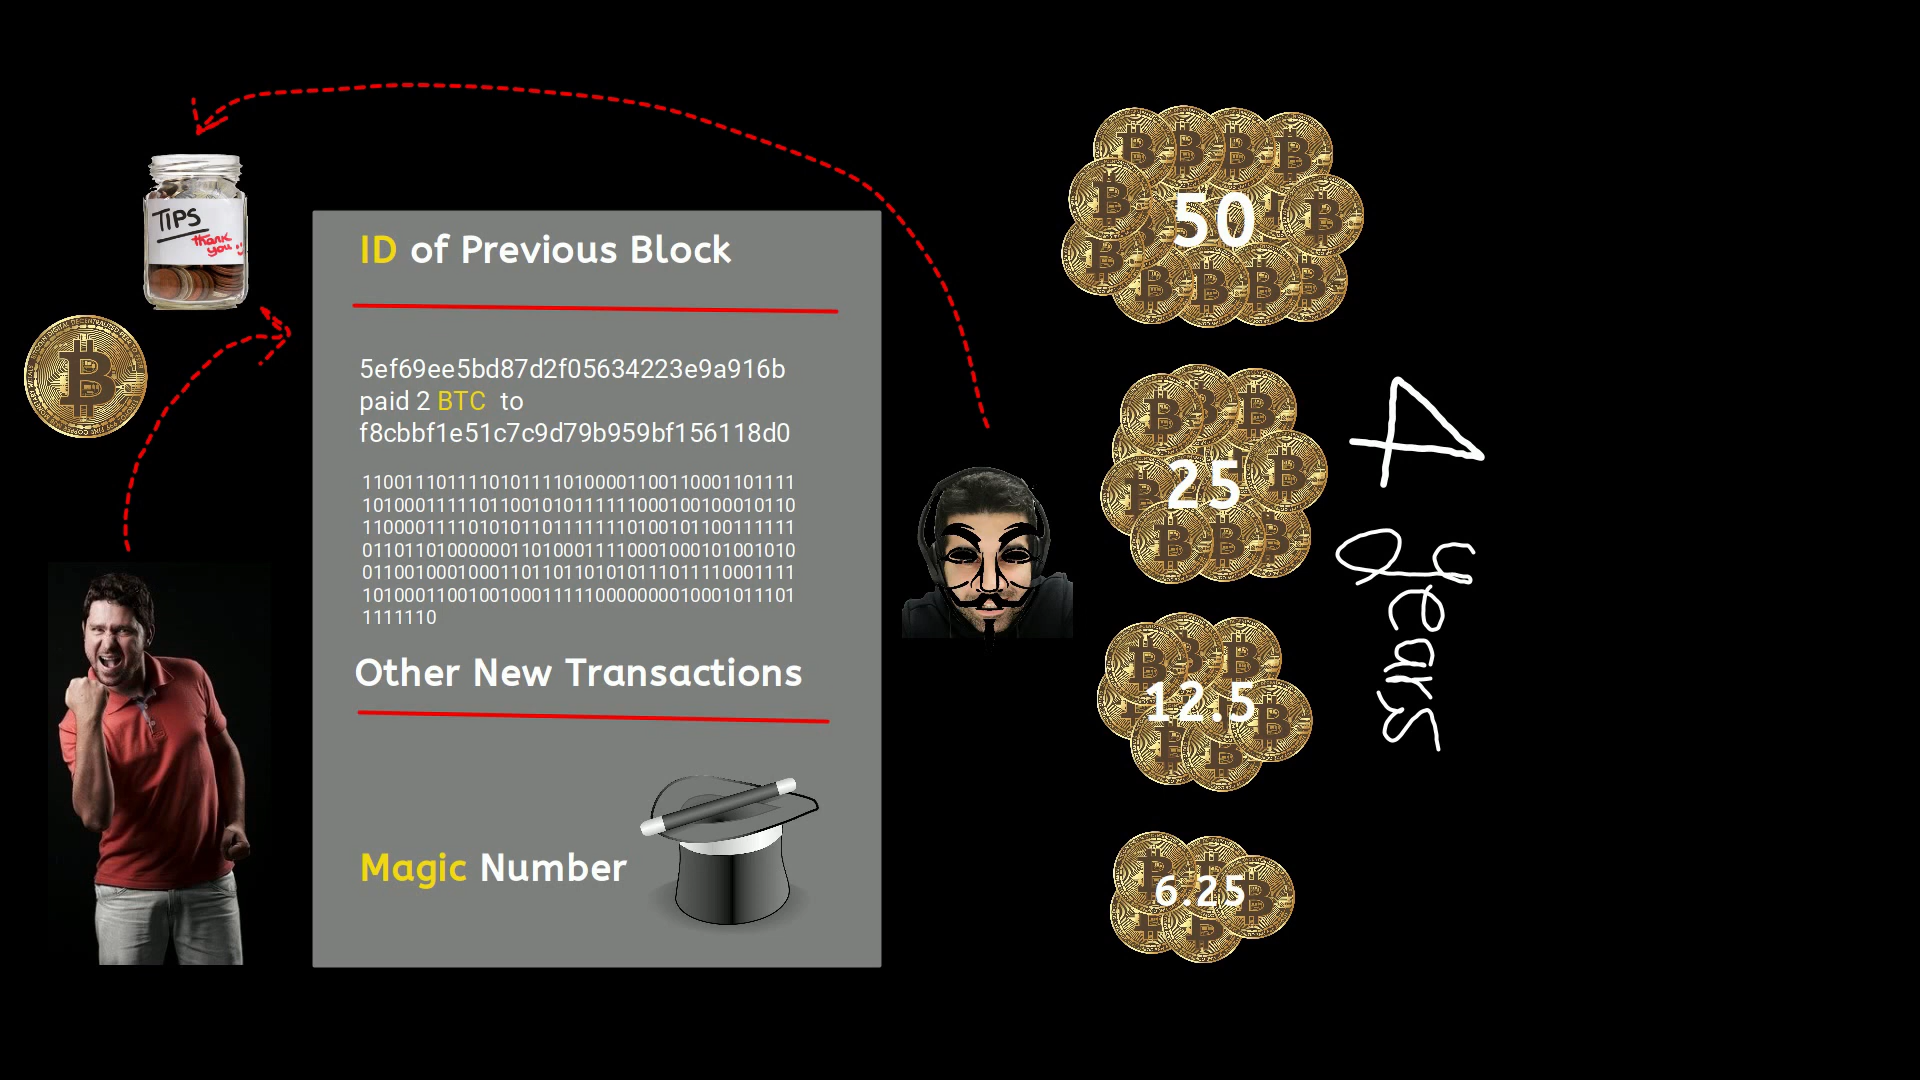 TIPS
thank
you
ID of Previous Block
5ef69ee5bd87d2f05634223e9a916b
paid 2 BTC to
f8cbbf1e51c7c9d79b959bf156118d0
11001110111101011110100001100110001101111
10100011111011001010111111000100100010110
11000011110101011011111110100101100111111
01101101000000110100011110001000101001010
01100100010001101101101010111011110001111
10100011001001000111110000000010001011101
1111110
Other New Transactions
Magic Number
50
25
12.5
6.25
4 years